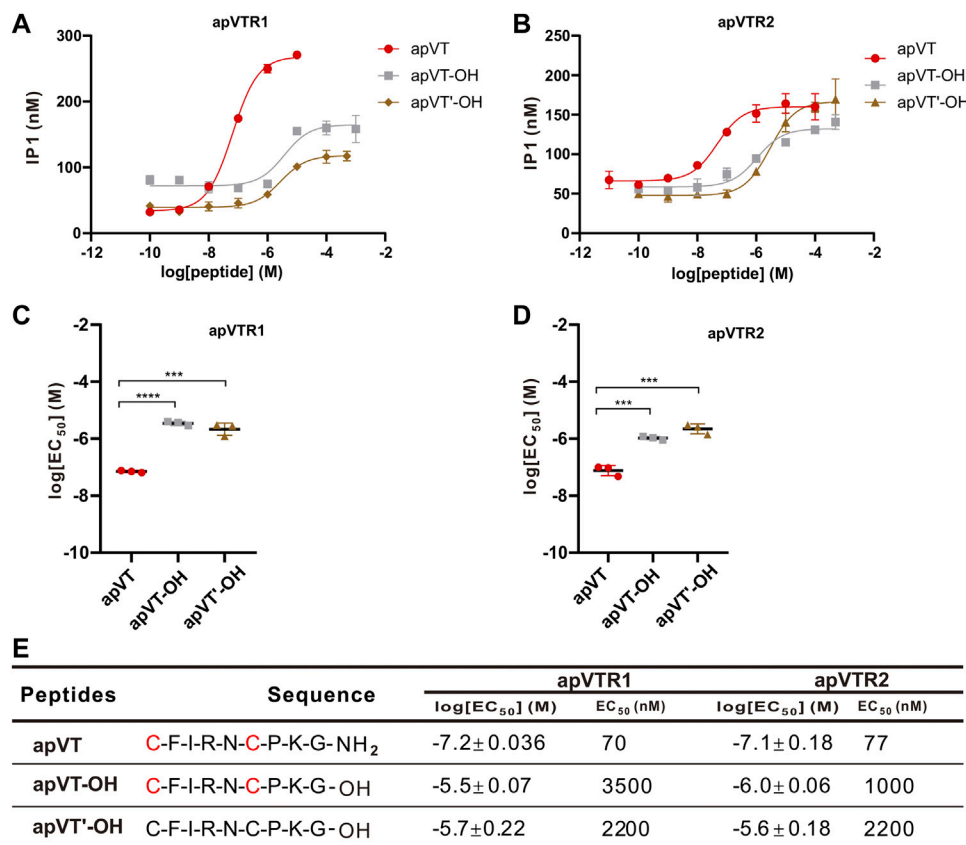 A
apVTR1
300
200
100
0
IP1 (nM)
-12
-10
-8
-6
-4
-2
log[peptide] (M)
apVT
apVT-OH
apVT'-OH
B
apVTR2
250
200
150
100
50
0
IP1 (nM)
-12
-10
-8
-6
-4
-2
log[peptide] (M)
apVT
apVT-OH
apVT'-OH
C
apVTR1
-2
-4
-6
-8
-10
log[EC₅₀] (M)
***
****
apVT
apVT-OH
apVT'-OH
D
apVTR2
-2
-4
-6
-8
-10
log[EC₅₀] (M)
***
***
apVT
apVT-OH
apVT'-OH
E
Peptides Sequence apVTR1 apVTR2
log[EC₅₀] (M) EC₅₀ (nM) log[EC₅₀] (M) EC₅₀ (nM)
apVT C-F-I-R-N-C-P-K-G-NH₂ -7.2±0.036 70 -7.1±0.18 77
apVT-OH C-F-I-R-N-C-P-K-G-OH -5.5±0.07 3500 -6.0±0.06 1000
apVT'-OH C-F-I-R-N-C-P-K-G-OH -5.7±0.22 2200 -5.6±0.18 2200